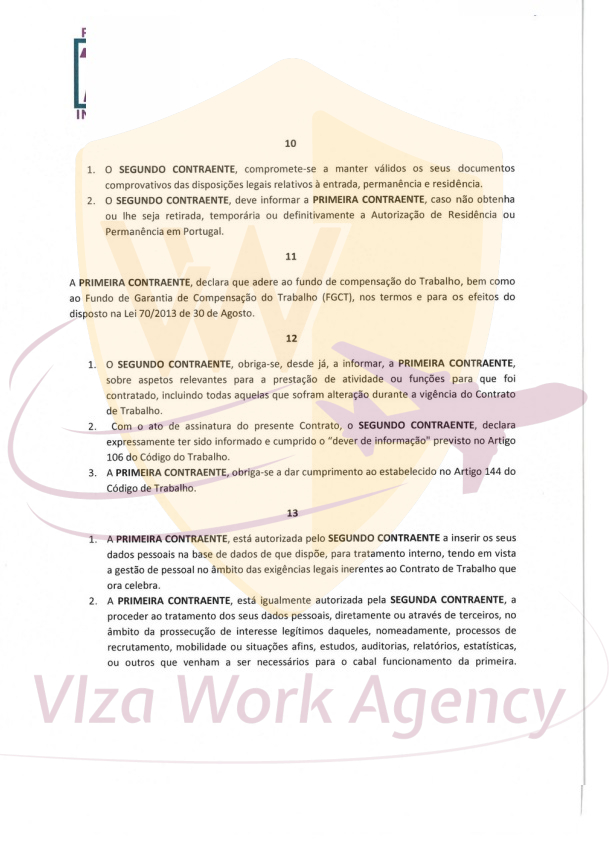 P
IN
10
1. O SEGUNDO CONTRAENTE, compromete-se a manter válidos os seus documentos
comprovativos das disposições legais relativos à entrada, permanência e residência.
2. O SEGUNDO CONTRAENTE, deve informar a PRIMEIRA CONTRAENTE, caso não obtenha
ou lhe seja retirada, temporária ou definitivamente a Autorização de Residência ou
Permanência em Portugal.
11
A PRIMEIRA CONTRAENTE, declara que adere ao fundo de compensação do Trabalho, bem como
ao Fundo de Garantia de Compensação do Trabalho (FGCT), nos termos e para os efeitos do
disposto na Lei 70/2013 de 30 de Agosto.
12
1. O SEGUNDO CONTRAENTE, obriga-se, desde já, a informar, a PRIMEIRA CONTRAENTE,
sobre aspetos relevantes para a prestação de atividade ou funções para que foi
contratado, incluindo todas aquelas que sofram alteração durante a vigência do Contrato
de Trabalho.
2. Com o ato de assinatura do presente Contrato, o SEGUNDO CONTRAENTE, declara
expressamente ter sido informado e cumprido o "dever de informação" previsto no Artigo
106 do Código do Trabalho.
3. A PRIMEIRA CONTRAENTE, obriga-se a dar cumprimento ao estabelecido no Artigo 144 do
Código de Trabalho.
13
1. A PRIMEIRA CONTRAENTE, está autorizada pelo SEGUNDO CONTRAENTE a inserir os seus
dados pessoais na base de dados de que dispõe, para tratamento interno, tendo em vista
a gestão de pessoal no âmbito das exigências legais inerentes ao Contrato de Trabalho que
ora celebra.
2. A PRIMEIRA CONTRAENTE, está igualmente autorizada pela SEGUNDA CONTRAENTE, a
proceder ao tratamento dos seus dados pessoais, diretamente ou através de terceiros, no
âmbito da prossecução de interesse legítimos daqueles, nomeadamente, processos de
recrutamento, mobilidade ou situações afins, estudos, auditorias, relatórios, estatísticas,
ou outros que venham a ser necessários para o cabal funcionamento da primeira.
VIza Work Agency